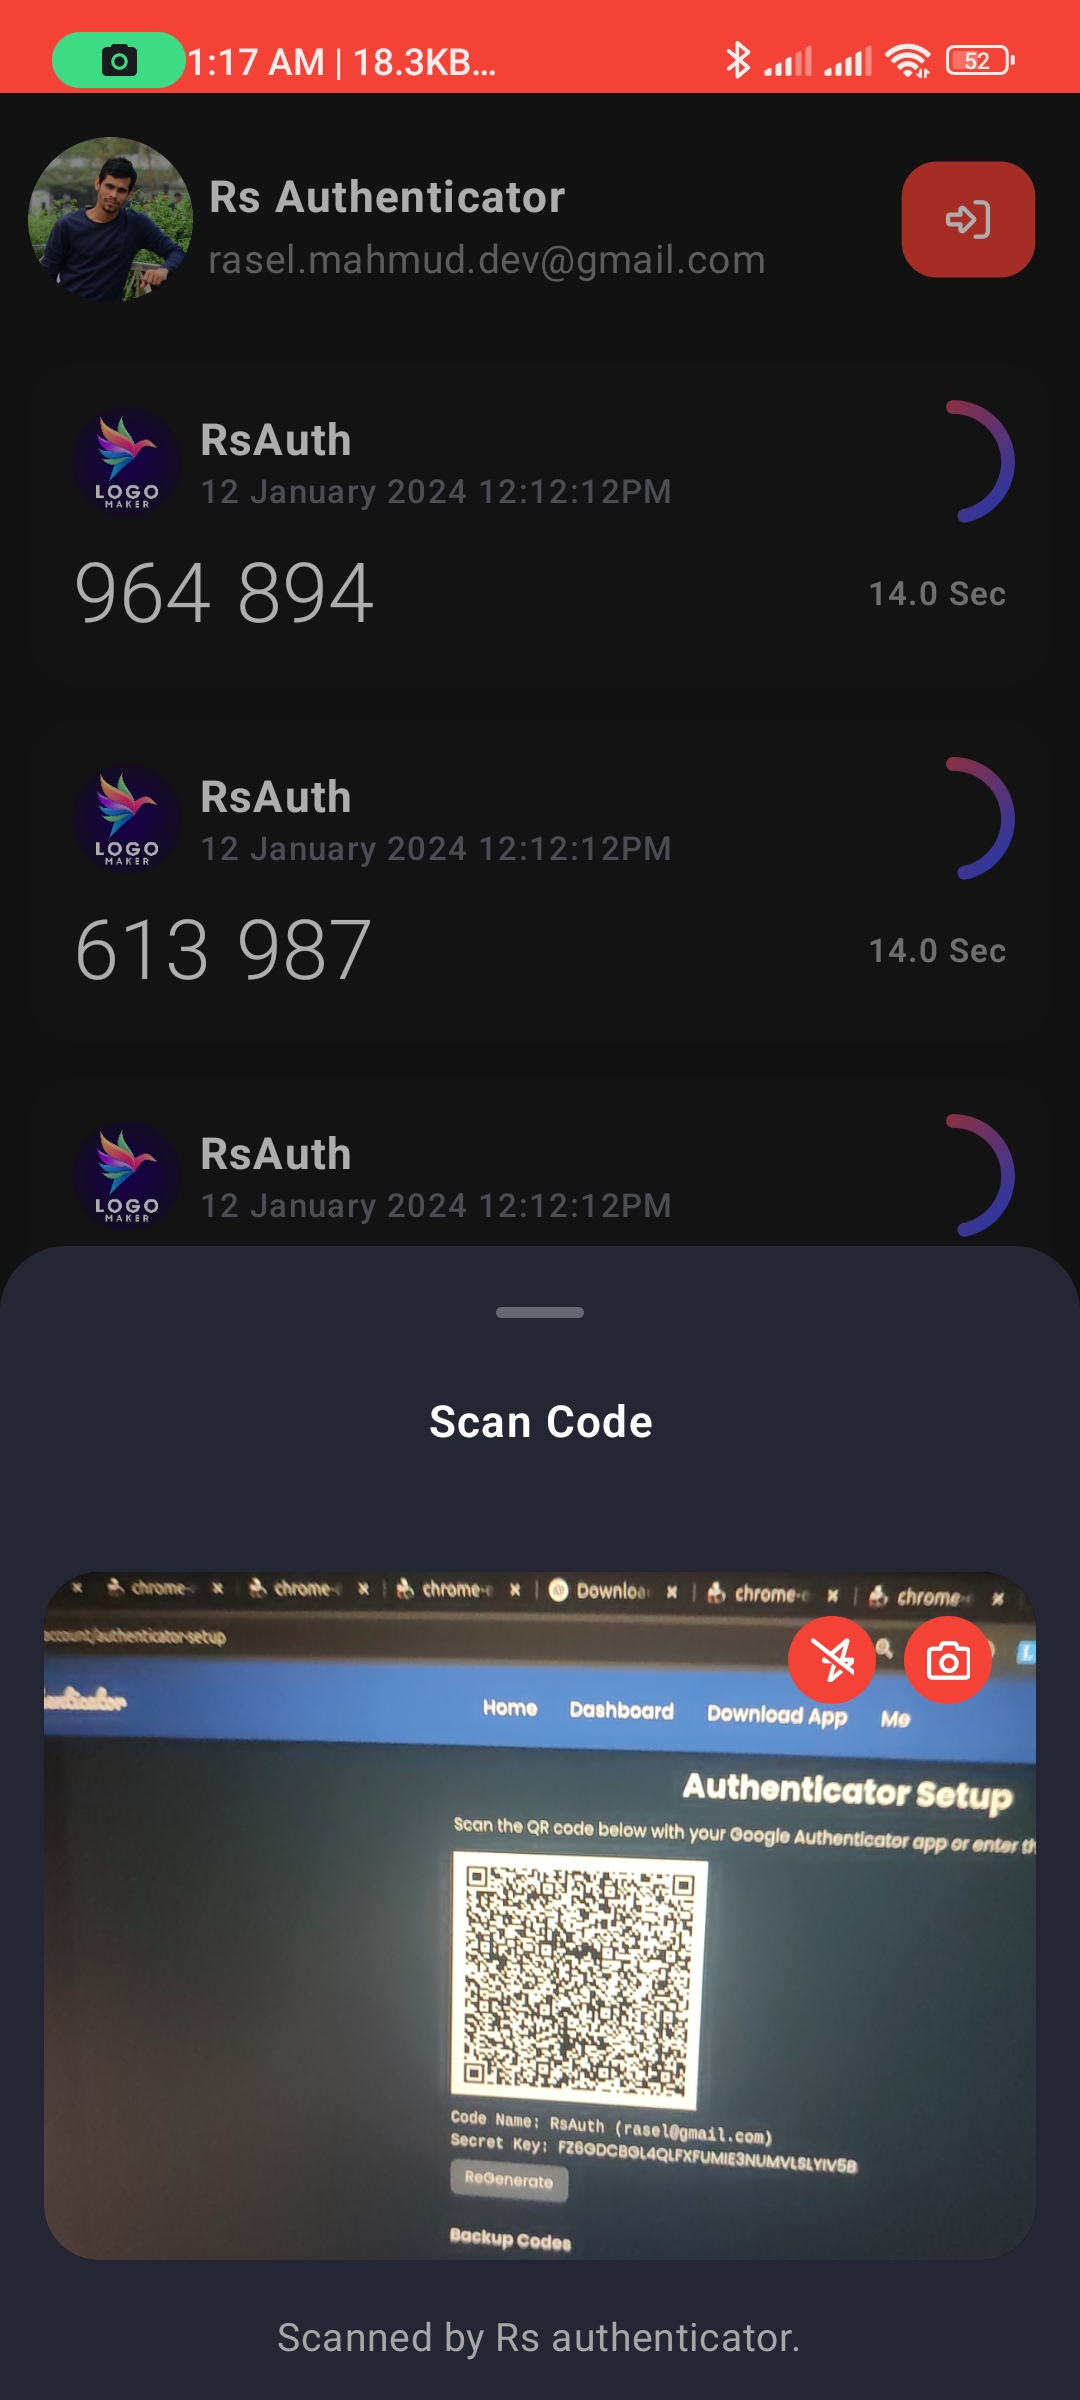 1:17 AM | 18.3KB...
52
Rs Authenticator
rasel.mahmud.dev@gmail.com
RsAuth
12 January 2024 12:12:12PM
LOGO
MAKER
964 894
14.0 Sec
RsAuth
12 January 2024 12:12:12PM
LOGO
MAKER
613 987
14.0 Sec
RsAuth
12 January 2024 12:12:12PM
LOGO
MAKER
Scan Code
chrome- chrome- chrome-e Downloa chrome-e chrome-
account/authenticator-setup
Home Dashboard Download App Me
Authenticator Setup
Scan the QR code below with your Google Authenticator app or enter th
Code Name: RsAuth (rasel@gmail.com)
Secret Key: FZ6GDCBGL4QLFXFUMIE3NUMVLSLYIV5B
ReGenerate
Backup Codes
Scanned by Rs authenticator.